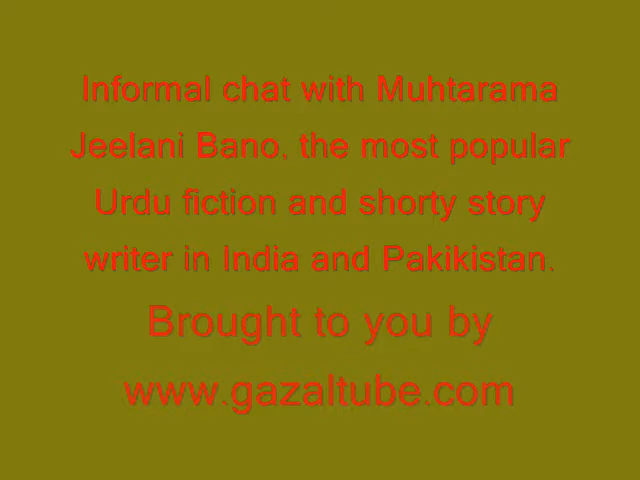 Informal chat with Muhtarama
Jeelani Bano, the most popular
Urdu fiction and shorty story
writer in India and Pakikistan.
Brought to you by
www.gazaltube.com